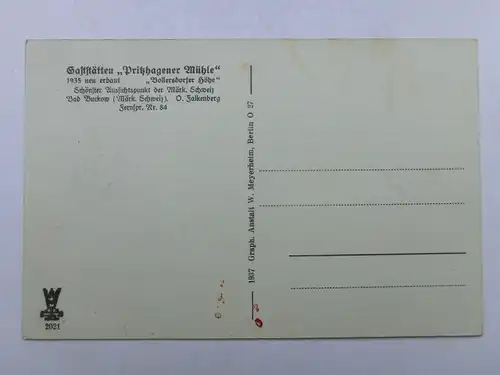 Gaststätten „Pritzhagener Mühle“
1935 neu erbaut „Bollersdorfer Höhe“
Schönster Aussichtspunkt der Märk. Schweiz
Bad Buckow (Märk. Schweiz). O. Falkenberg
Fernspr. Nr. 84
1937 Graph. Anstalt W. Meyerheim, Berlin O 27
2021